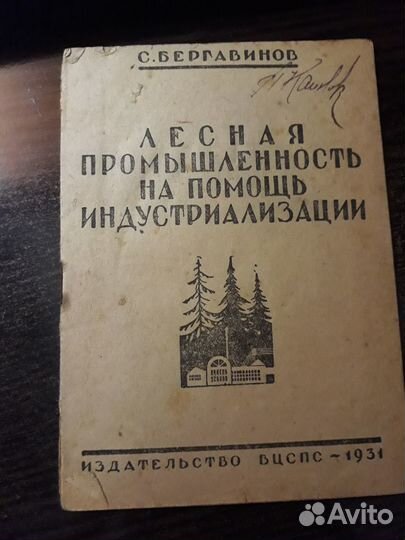 С. БЕРГАВИНОВ
ЛЕСНАЯ
ПРОМЫШЛЕННОСТЬ
НА ПОМОЩЬ
ИНДУСТРИАЛИЗАЦИИ
ИЗДАТЕЛЬСТВО ВЦСПС ~ 1931
Avito